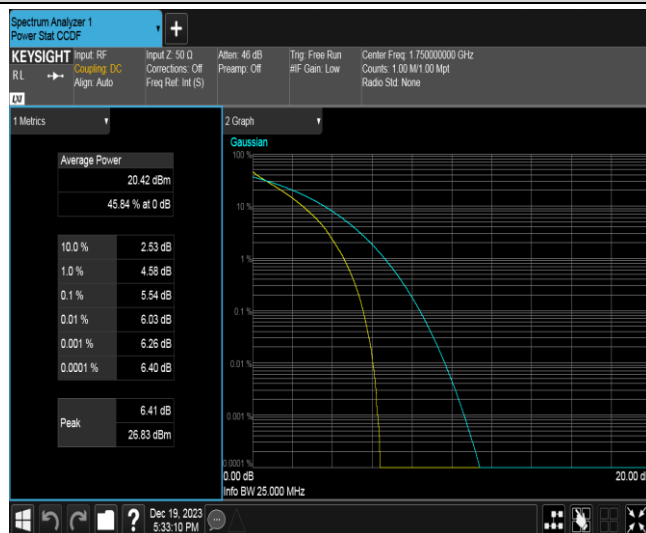 Spectrum Analyzer 1
Power Stat CCDF
+
KEYSIGHT
RL
LXI
Input: RF
Coupling: DC
Align: Auto
Input Z: 50 Ω
Corrections: Off
Freq Ref: Int (S)
Atten: 46 dB
Preamp: Off
Trig: Free Run
#IF Gain: Low
Center Freq: 1.750000000 GHz
Counts: 1.00 M/1.00 Mpt
Radio Std: None
1 Metrics
Average Power
20.42 dBm
45.84 % at 0 dB
10.0 % 2.53 dB
1.0 % 4.58 dB
0.1 % 5.54 dB
0.01 % 6.03 dB
0.001 % 6.26 dB
0.0001 % 6.40 dB
Peak
6.41 dB
26.83 dBm
2 Graph
Gaussian
100 %
10 %
1 %
0.1 %
0.01 %
0.001 %
0.0001 %
0.00 dB
20.00 d
Info BW 25.000 MHz
?
Dec 19, 2023
5:33:10 PM